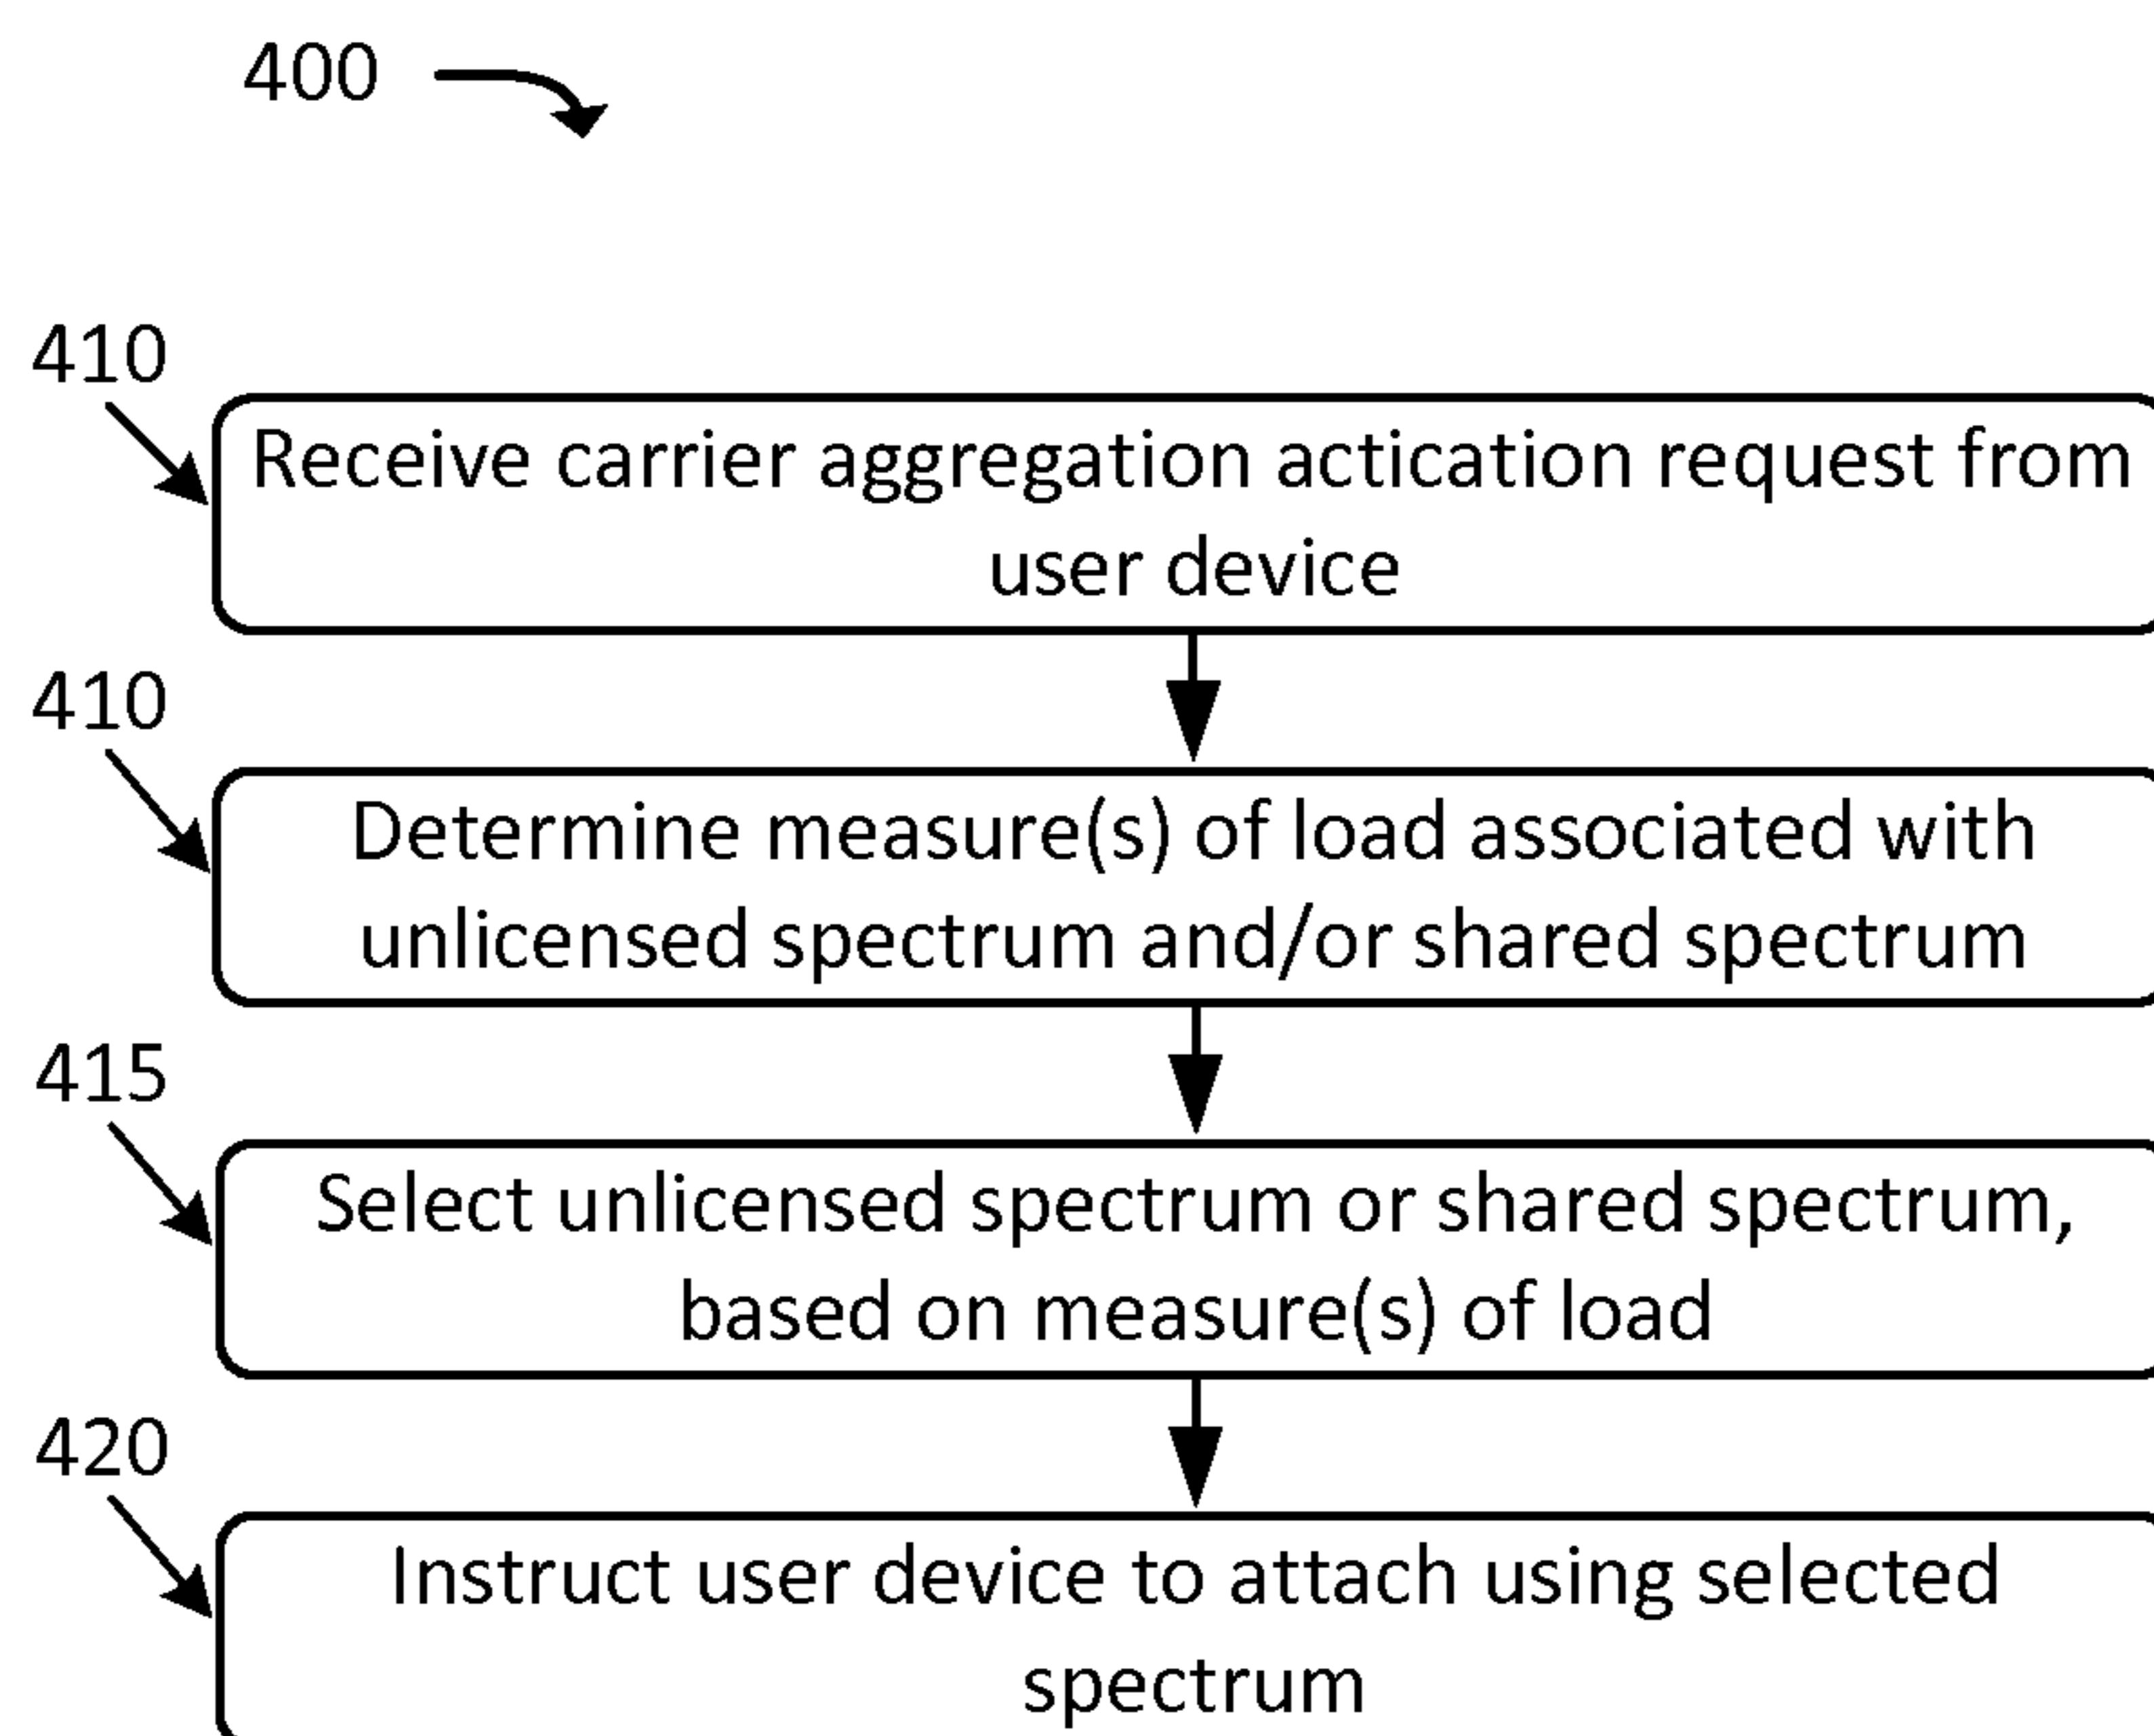 400
410
Receive carrier aggregation actication request from
user device
410
Determine measure(s) of load associated with
unlicensed spectrum and/or shared spectrum
415
Select unlicensed spectrum or shared spectrum,
based on measure(s) of load
420
Instruct user device to attach using selected
spectrum